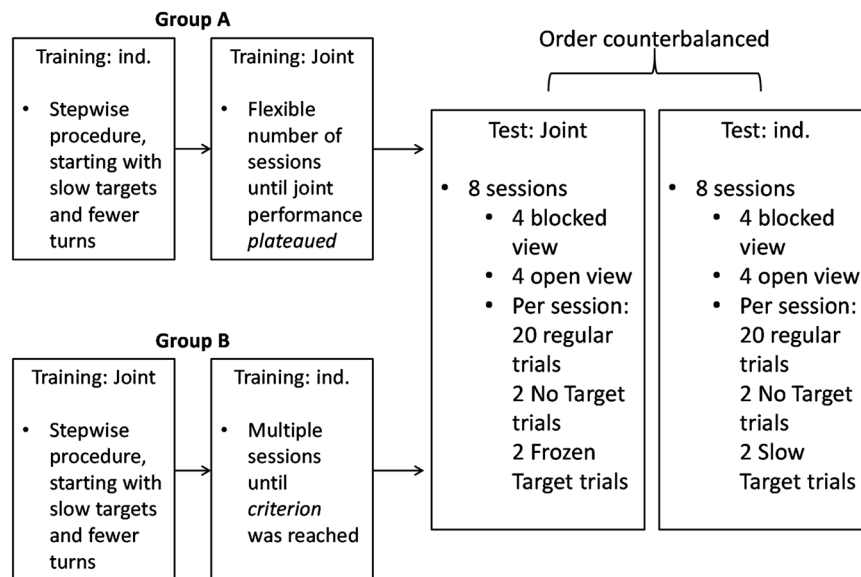 Group A
Training: ind.
• Stepwise
procedure,
starting with
slow targets
and fewer
turns
Training: Joint
• Flexible
number of
sessions
until joint
performance
plateaued
Group B
Training: Joint
• Stepwise
procedure,
starting with
slow targets
and fewer
turns
Training: ind.
• Multiple
sessions
until
criterion
was reached
Order counterbalanced
Test: Joint
• 8 sessions
• 4 blocked
view
• 4 open view
• Per session:
20 regular
trials
2 No Target
trials
2 Frozen
Target trials
Test: ind.
• 8 sessions
• 4 blocked
view
• 4 open view
• Per session:
20 regular
trials
2 No Target
trials
2 Slow
Target trials